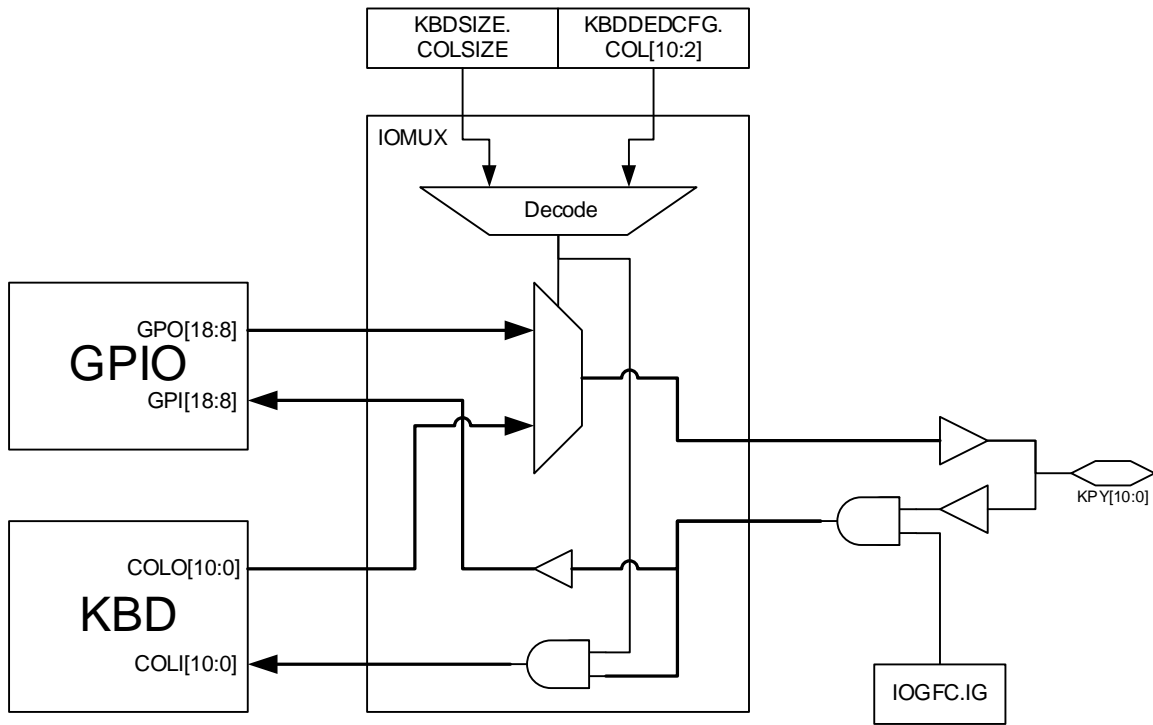 KBDSIZE.
COLSIZE
KBDDEDCFG.
COL[10:2]
IOMUX
Decode
GPO[18:8]
GPIO
GPI[18:8]
KPY[10:0]
COLO[10:0]
KBD
COLI[10:0]
IOGFC.IG